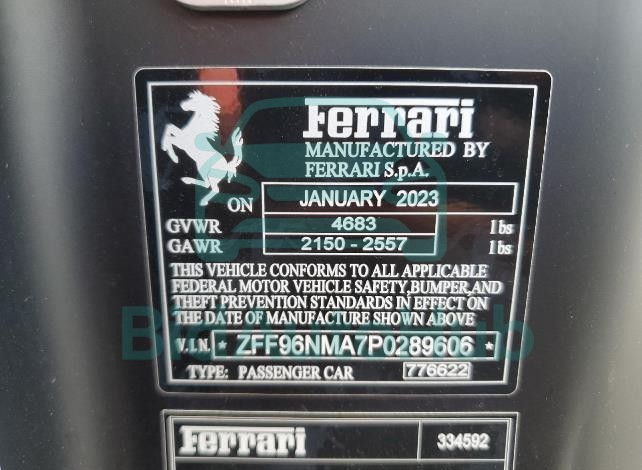 Ferrari
MANUFACTURED BY
FERRARI S.p.A.
ON JANUARY 2023
GVWR 4683 lbs
GAWR 2150 - 2557 lbs
THIS VEHICLE CONFORMS TO ALL APPLICABLE
FEDERAL MOTOR VEHICLE SAFETY,BUMPER,AND
THEFT PREVENTION STANDARDS IN EFFECT ON
THE DATE OF MANUFACTURE SHOWN ABOVE
V.I.N. * ZFF96NMA7P0289606 *
TYPE: PASSENGER CAR 776622
Ferrari 334592